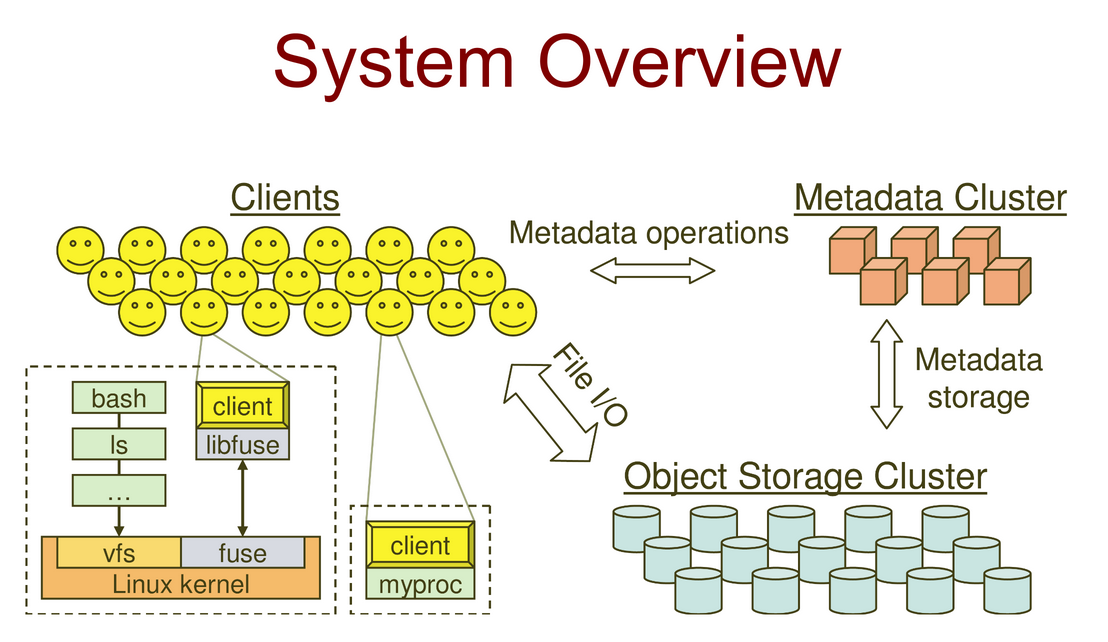 System Overview
Clients
Metadata Cluster
Metadata operations
File I/O
Metadata
storage
bash
client
ls
libfuse
...
vfs
fuse
Linux kernel
client
myproc
Object Storage Cluster